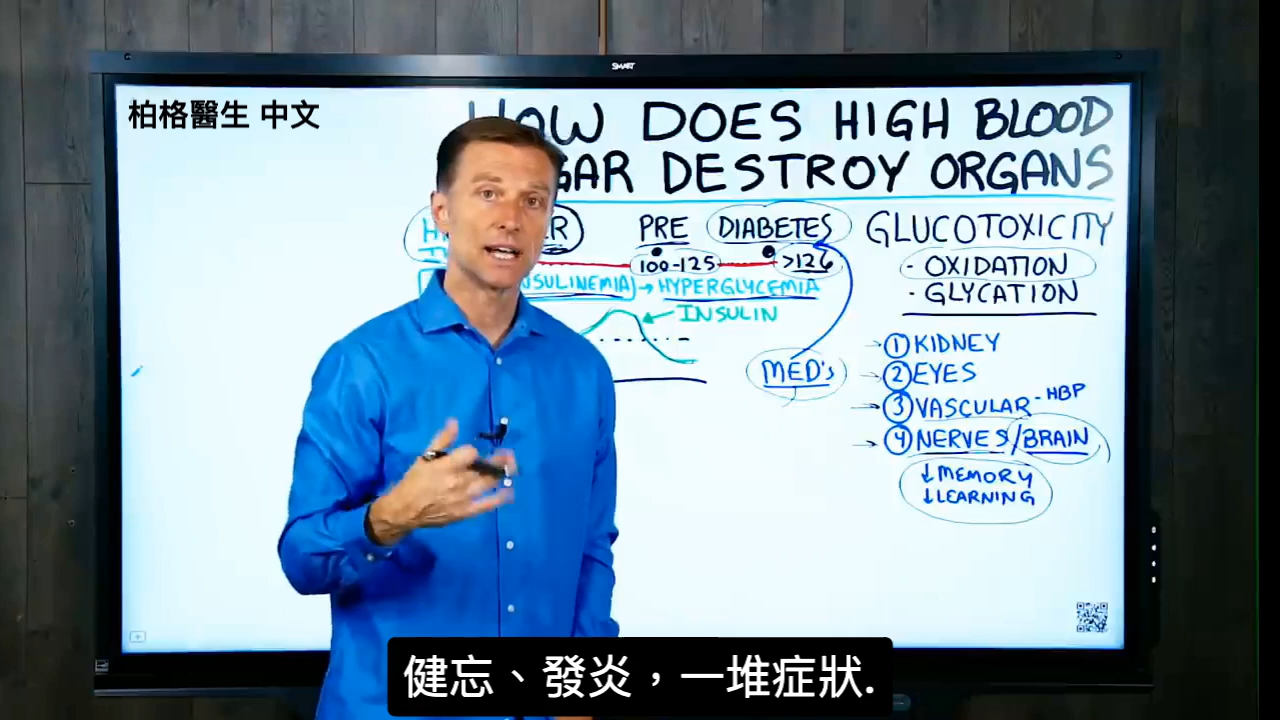 SMART
柏格醫生 中文
HOW DOES HIGH BLOOD
GAR DESTROY ORGANS
PRE
DIABETES
100-125
>126
SULINEMIA → HYPERGLYCEMIA
INSULIN
MED's
GLUCOTOXICITY
- OXIDATION
- GLYCATION
→ ① KIDNEY
→ ② EYES
→ ③ VASCULAR - HBP
→ ④ NERVES / BRAIN
↓ MEMORY
↓ LEARNING
健忘、發炎，一堆症狀.